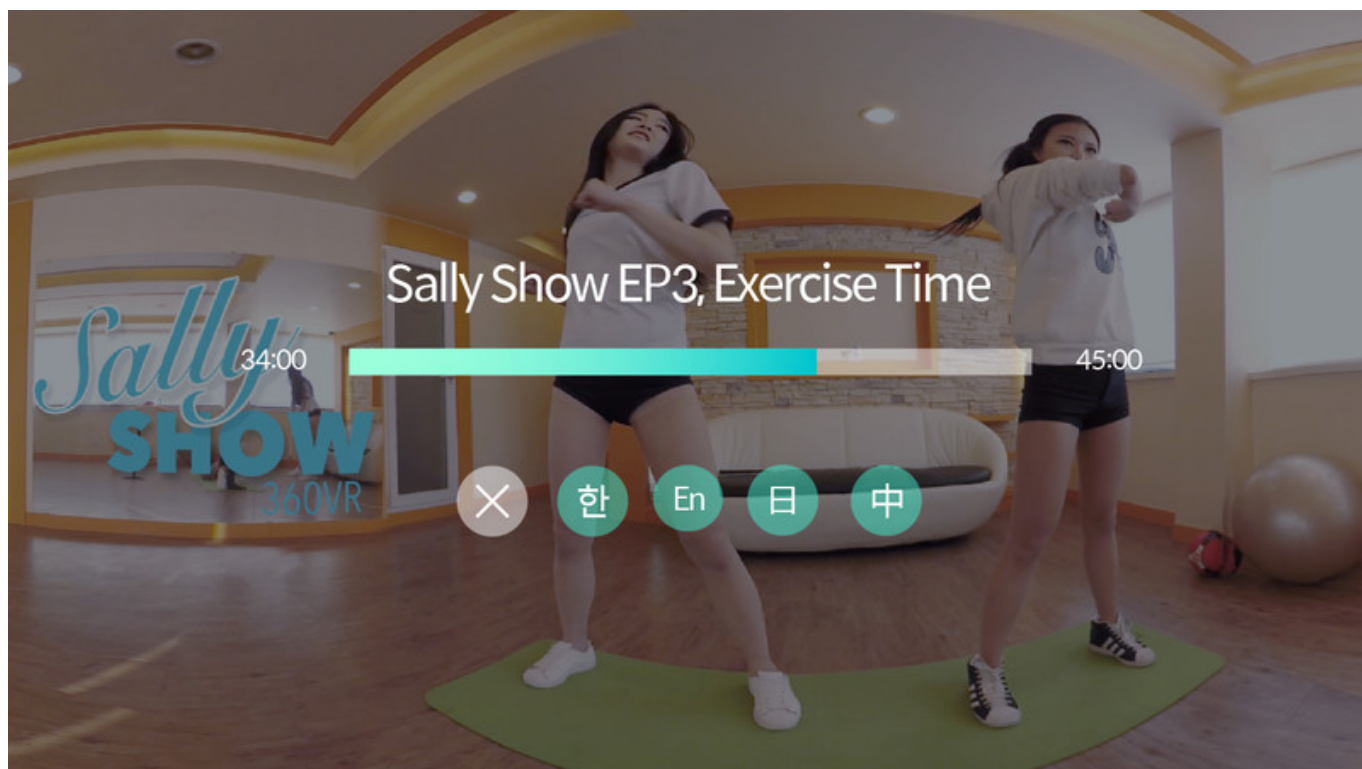 Sally Show EP3, Exercise Time
34:00
45:00
Sally
SHOW
360VR
한
En
日
中